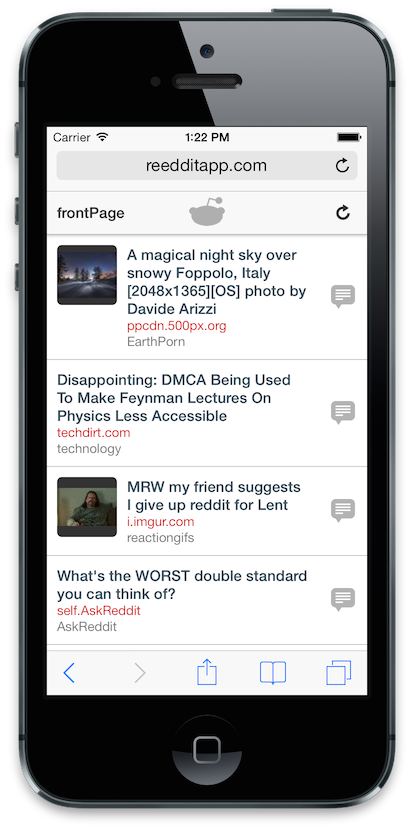 Carrier 1:22 PM
reedditapp.com
frontPage
A magical night sky over
snowy Foppolo, Italy
[2048x1365][OS] photo by
Davide Arizzi
ppcdn.500px.org
EarthPorn
Disappointing: DMCA Being Used
To Make Feynman Lectures On
Physics Less Accessible
techdirt.com
technology
MRW my friend suggests
I give up reddit for Lent
i.imgur.com
reactiongifs
What's the WORST double standard
you can think of?
self.AskReddit
AskReddit